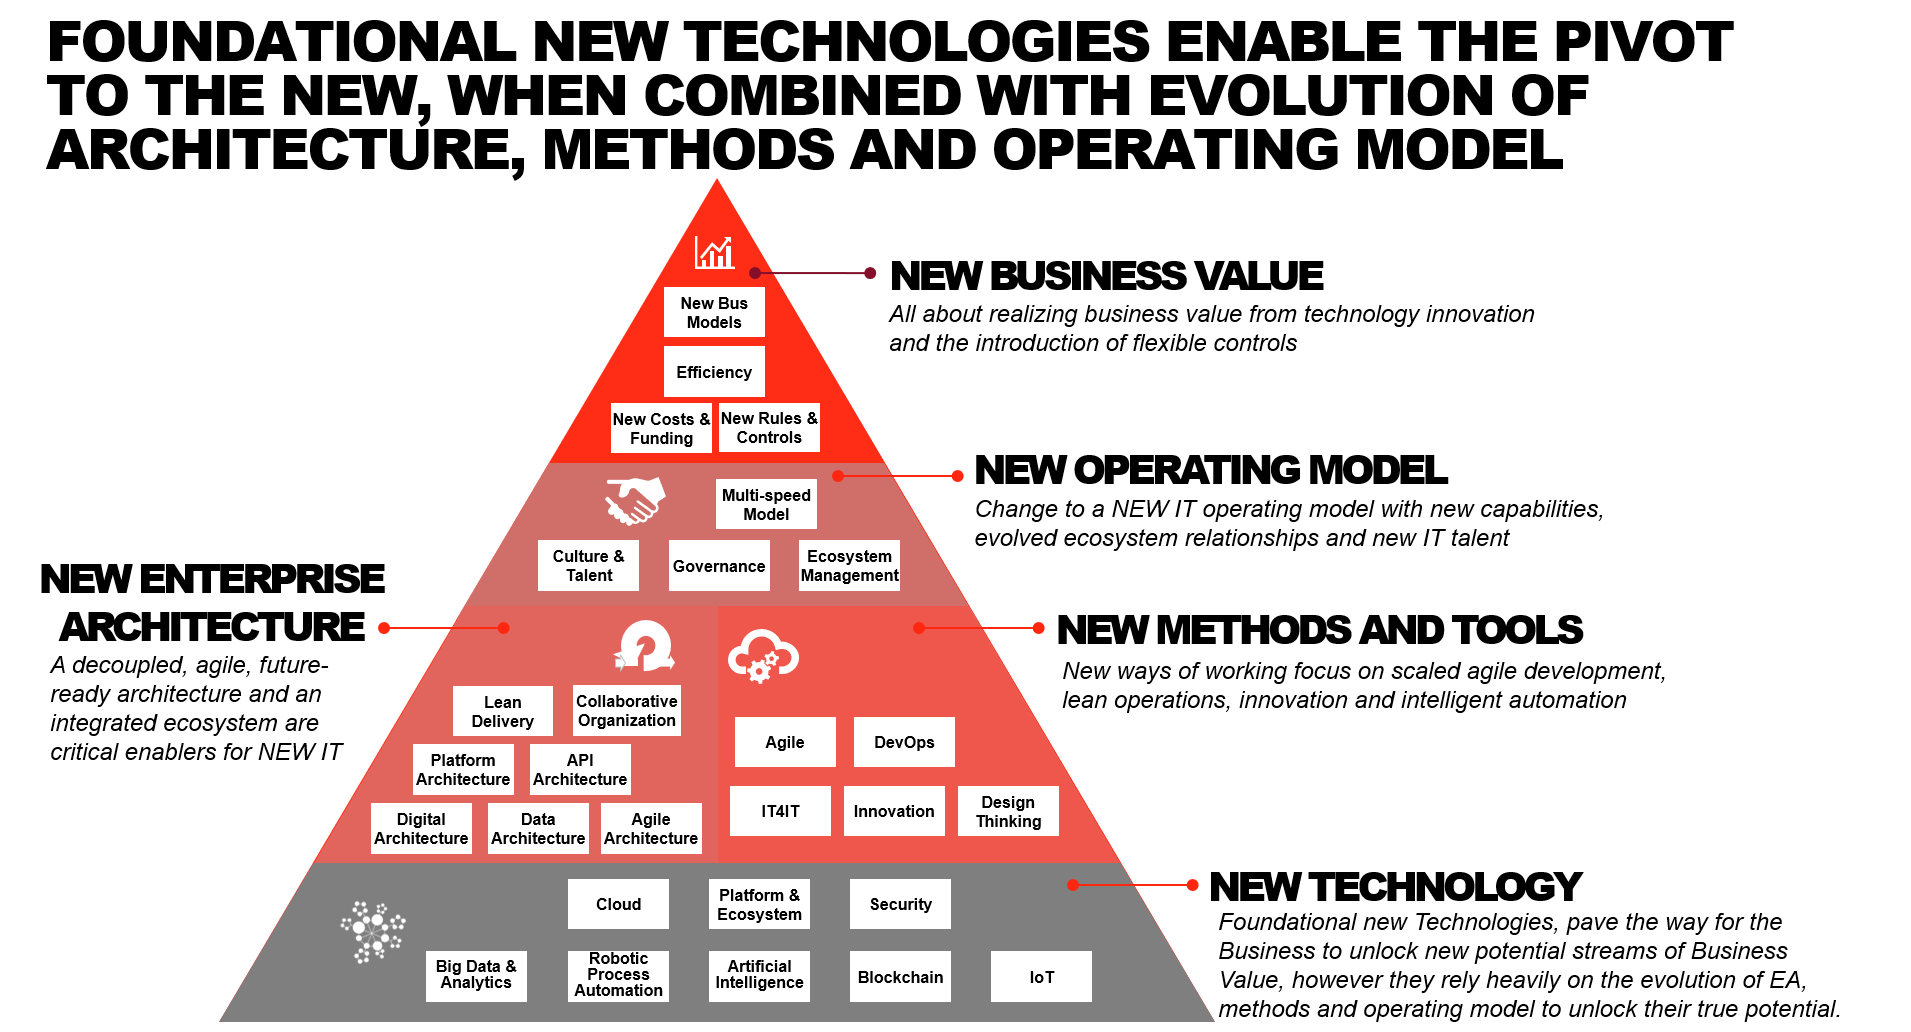 FOUNDATIONAL NEW TECHNOLOGIES ENABLE THE PIVOT
TO THE NEW, WHEN COMBINED WITH EVOLUTION OF
ARCHITECTURE, METHODS AND OPERATING MODEL
NEW BUSINESS VALUE
All about realizing business value from technology innovation
and the introduction of flexible controls
New Bus
Models
Efficiency
New Costs &
Funding
New Rules &
Controls
NEW OPERATING MODEL
Change to a NEW IT operating model with new capabilities,
evolved ecosystem relationships and new IT talent
Multi-speed
Model
Culture &
Talent
Governance
Ecosystem
Management
NEW ENTERPRISE
ARCHITECTURE
A decoupled, agile, future-
ready architecture and an
integrated ecosystem are
critical enablers for NEW IT
Lean
Delivery
Collaborative
Organization
Platform
Architecture
API
Architecture
Digital
Architecture
Data
Architecture
Agile
Architecture
NEW METHODS AND TOOLS
New ways of working focus on scaled agile development,
lean operations, innovation and intelligent automation
Agile
DevOps
IT4IT
Innovation
Design
Thinking
NEW TECHNOLOGY
Foundational new Technologies, pave the way for the
Business to unlock new potential streams of Business
Value, however they rely heavily on the evolution of EA,
methods and operating model to unlock their true potential.
Cloud
Platform &
Ecosystem
Security
Big Data &
Analytics
Robotic
Process
Automation
Artificial
Intelligence
Blockchain
IoT